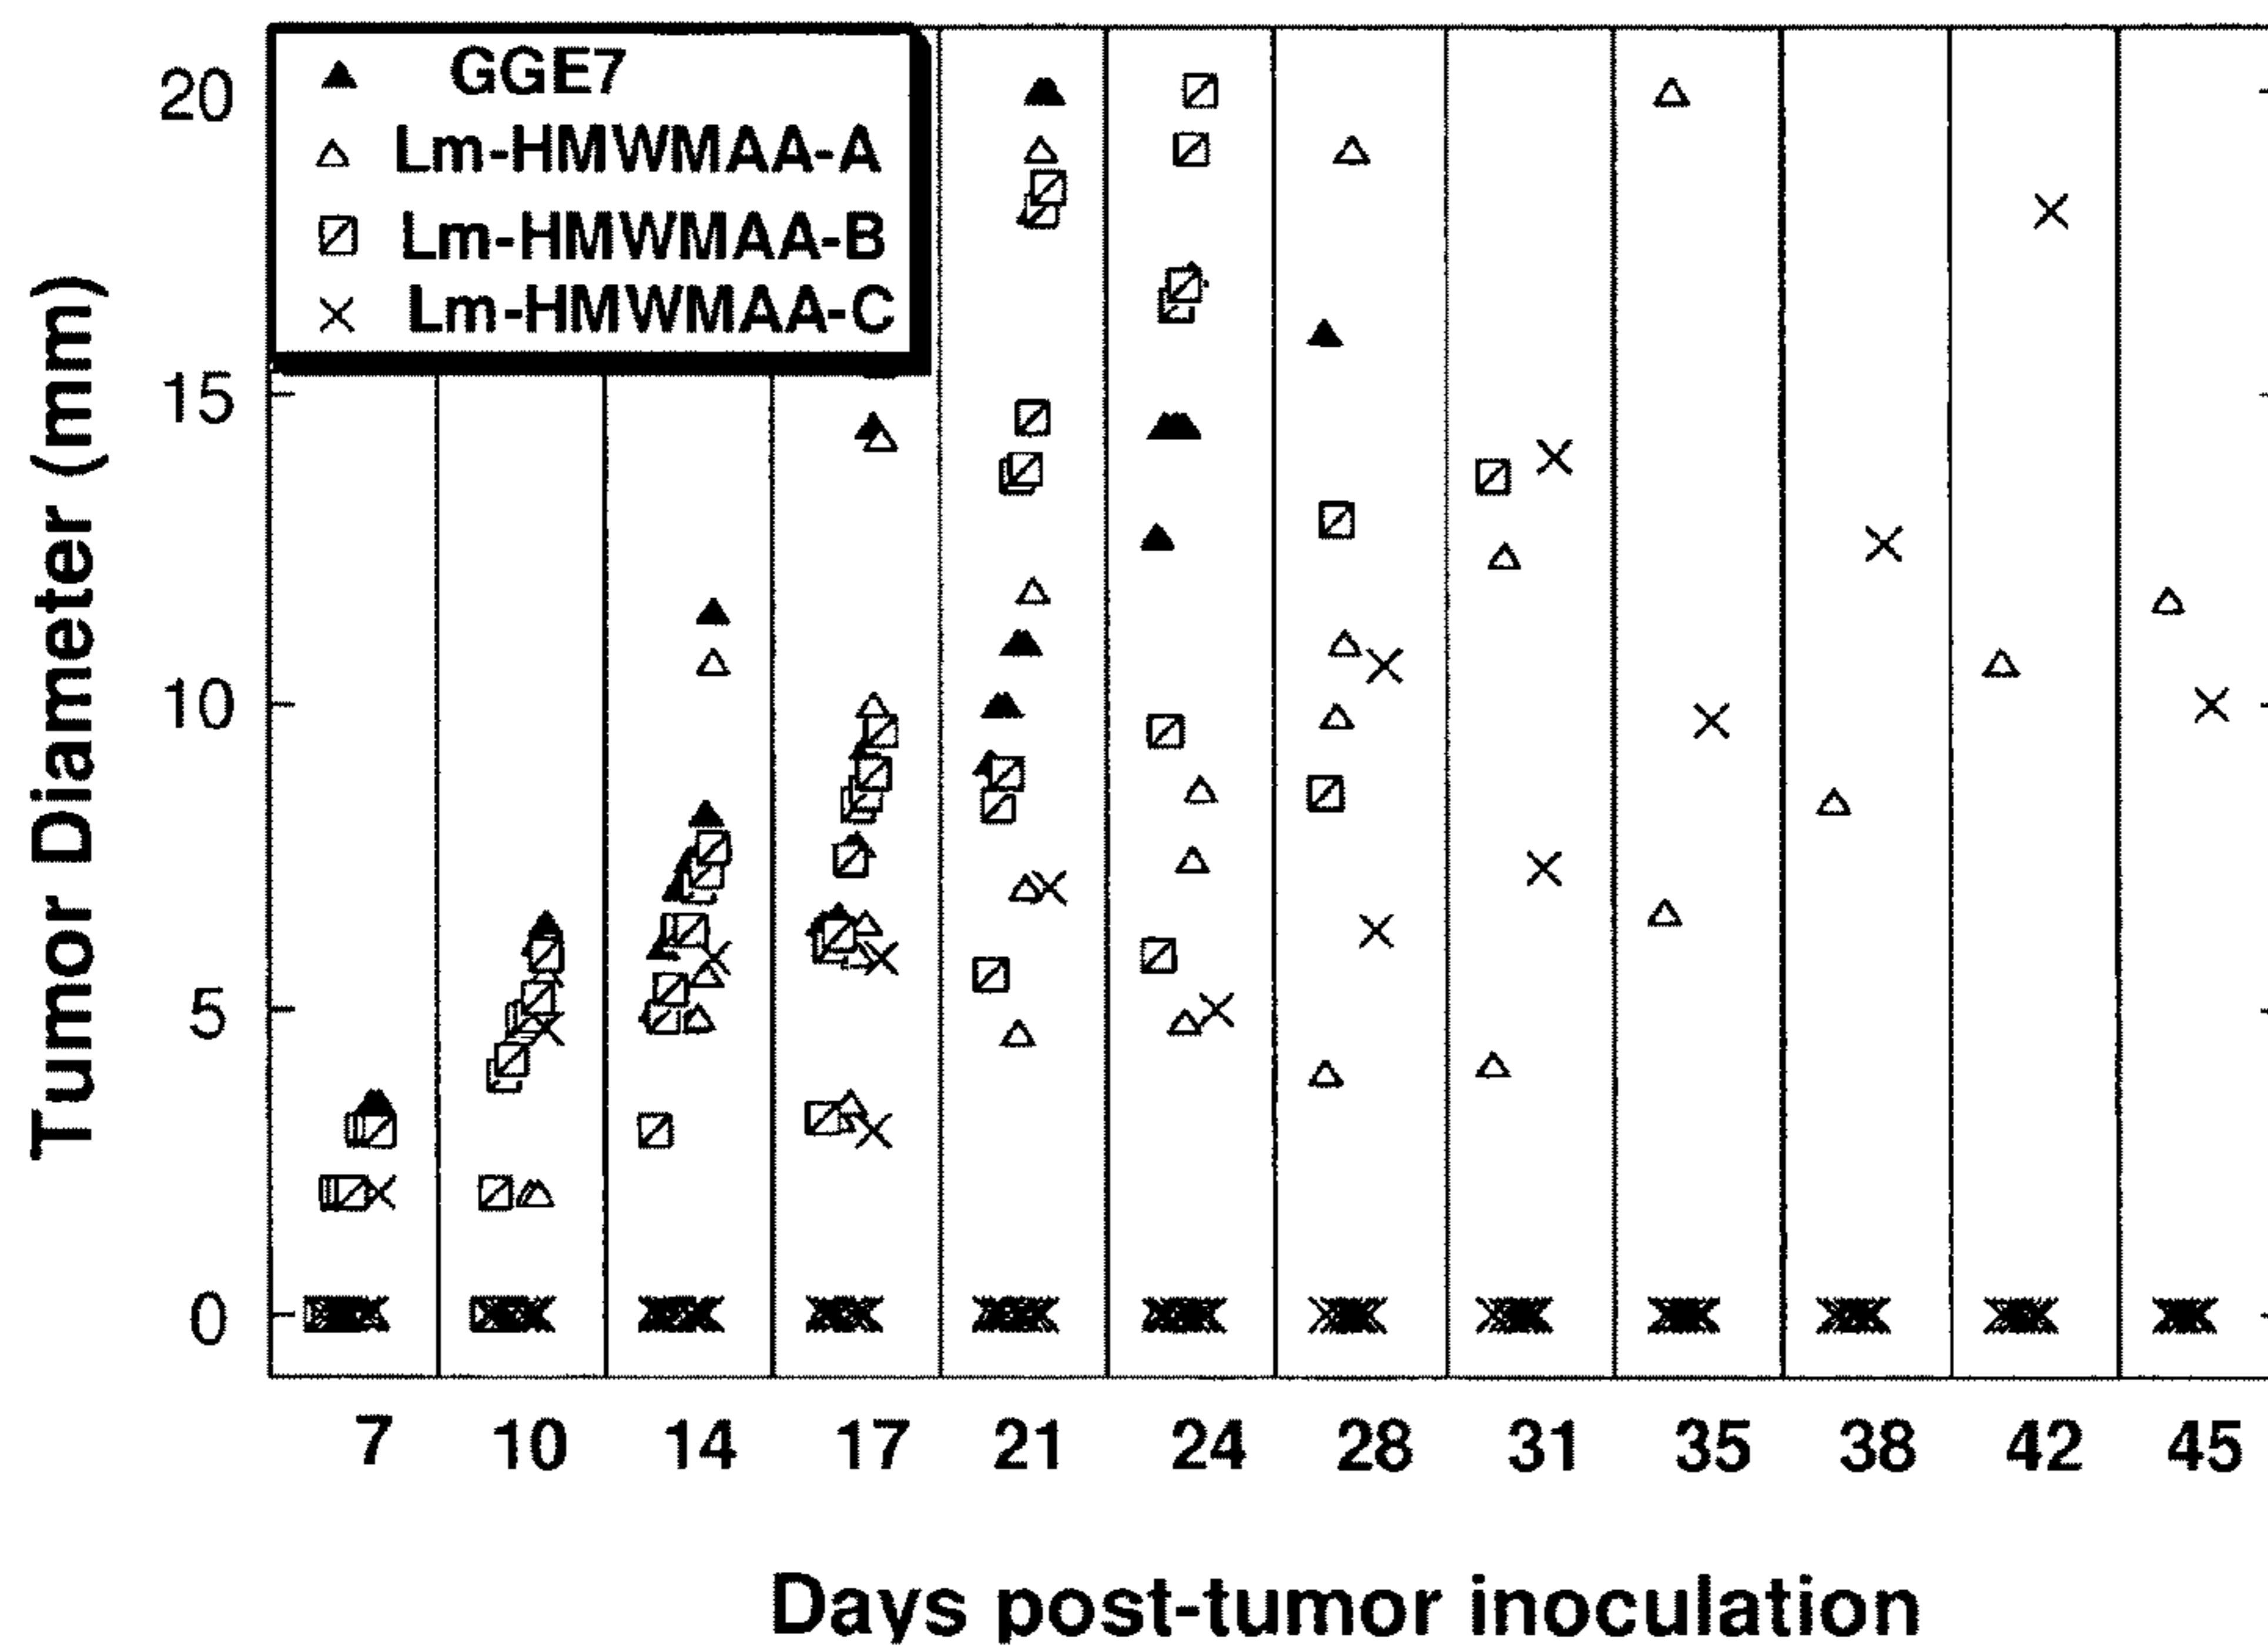 GGE7
Lm-HMWMAA-A
Lm-HMWMAA-B
Lm-HMWMAA-C
Tumor Diameter (mm)
20
15
10
5
0
7 10 14 17 21 24 28 31 35 38 42 45
Days post-tumor inoculation